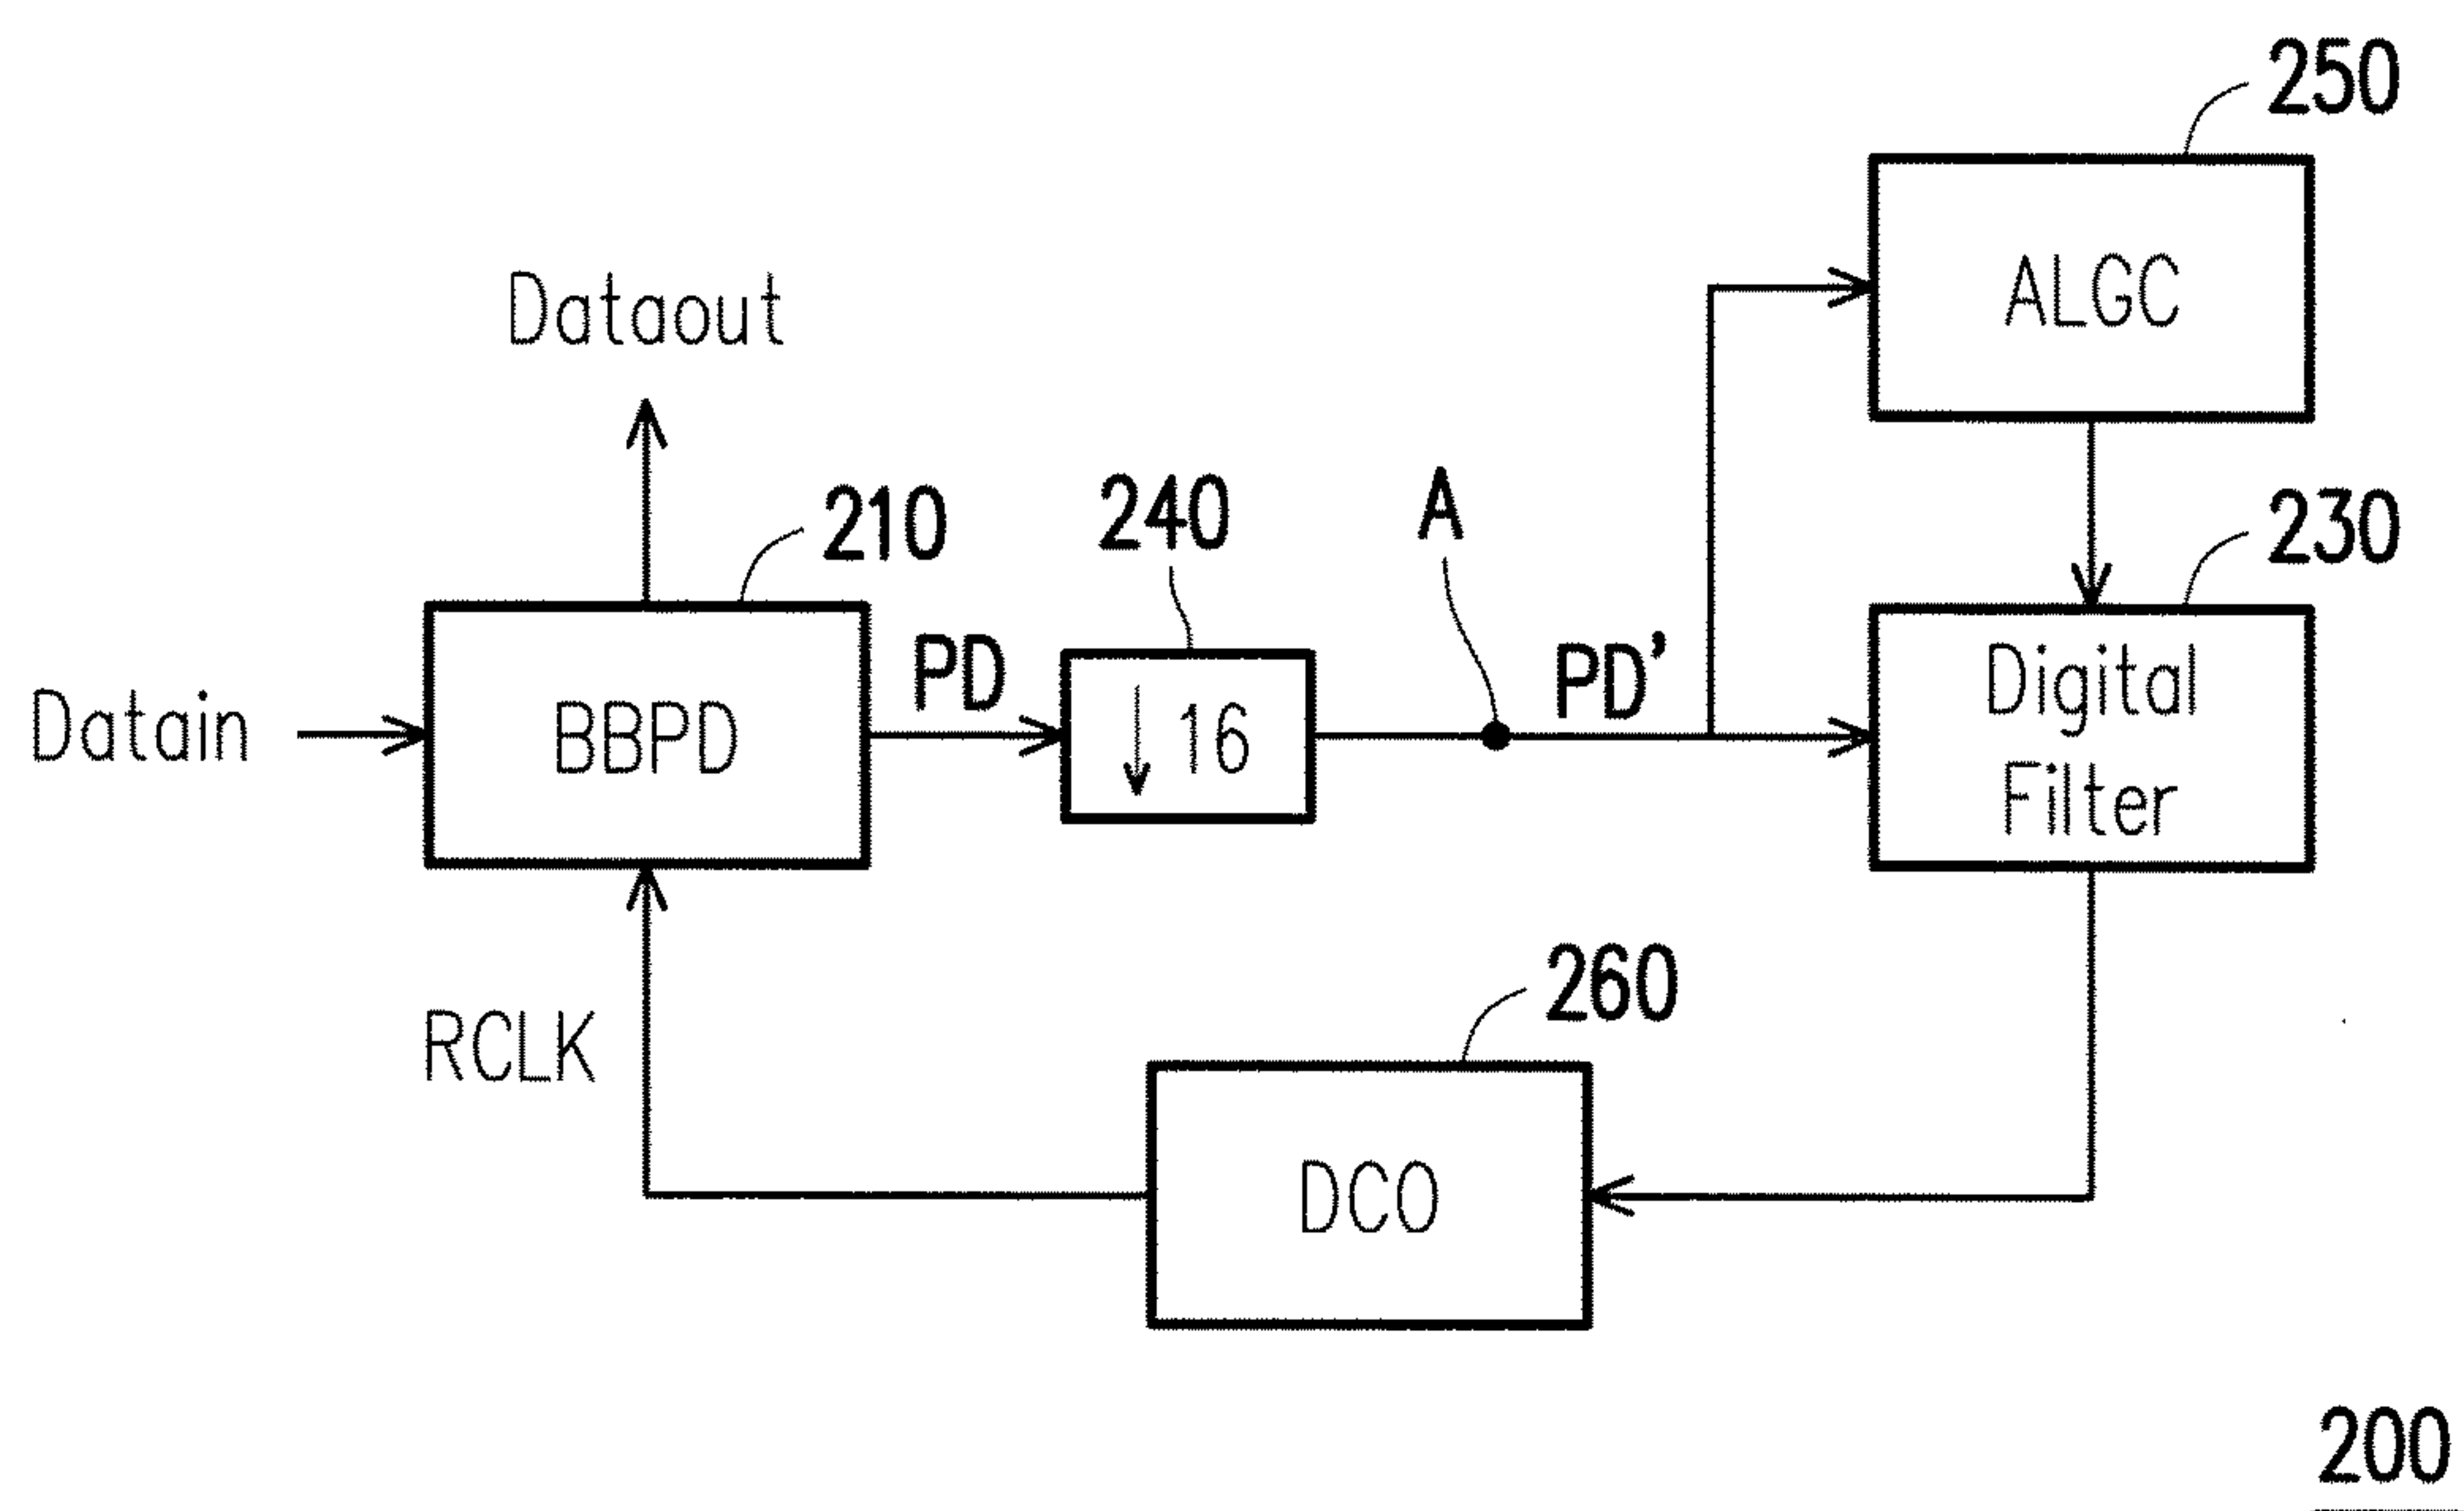 250
ALGC
Dataout
210
240
A
230
Datain
BBPD
PD
↓ 16
PD’
Digital
Filter
RCLK
260
DCO
200